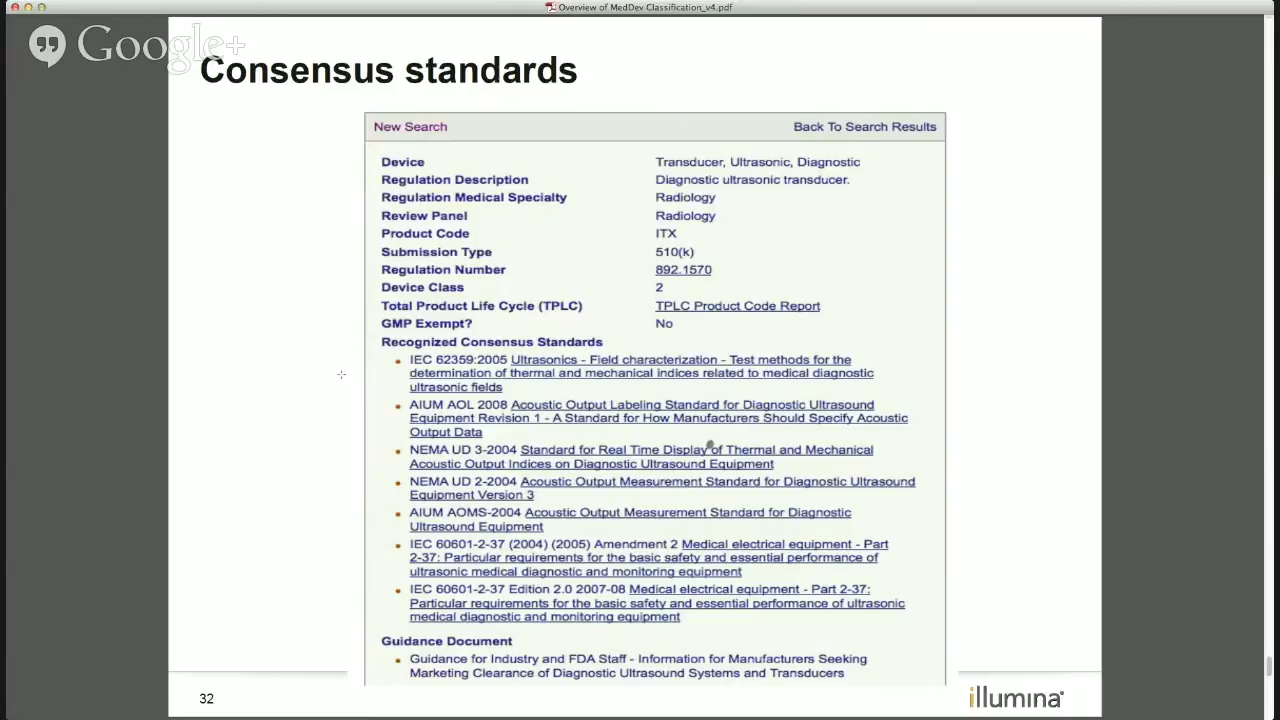 Overview of MedDev Classification_v4.pdf
Google+
Consensus standards
New Search Back To Search Results
Device Transducer, Ultrasonic, Diagnostic
Regulation Description Diagnostic ultrasonic transducer.
Regulation Medical Specialty Radiology
Review Panel Radiology
Product Code ITX
Submission Type 510(k)
Regulation Number 892.1570
Device Class 2
Total Product Life Cycle (TPLC) TPLC Product Code Report
GMP Exempt? No
Recognized Consensus Standards
• IEC 62359:2005 Ultrasonics - Field characterization - Test methods for the
determination of thermal and mechanical indices related to medical diagnostic
ultrasonic fields
• AIUM AOL 2008 Acoustic Output Labeling Standard for Diagnostic Ultrasound
Equipment Revision 1 - A Standard for How Manufacturers Should Specify Acoustic
Output Data
• NEMA UD 3-2004 Standard for Real Time Display of Thermal and Mechanical
Acoustic Output Indices on Diagnostic Ultrasound Equipment
• NEMA UD 2-2004 Acoustic Output Measurement Standard for Diagnostic Ultrasound
Equipment Version 3
• AIUM AOMS-2004 Acoustic Output Measurement Standard for Diagnostic
Ultrasound Equipment
• IEC 60601-2-37 (2004) (2005) Amendment 2 Medical electrical equipment - Part
2-37: Particular requirements for the basic safety and essential performance of
ultrasonic medical diagnostic and monitoring equipment
• IEC 60601-2-37 Edition 2.0 2007-08 Medical electrical equipment - Part 2-37:
Particular requirements for the basic safety and essential performance of ultrasonic
medical diagnostic and monitoring equipment
Guidance Document
• Guidance for Industry and FDA Staff - Information for Manufacturers Seeking
Marketing Clearance of Diagnostic Ultrasound Systems and Transducers
32
illumina